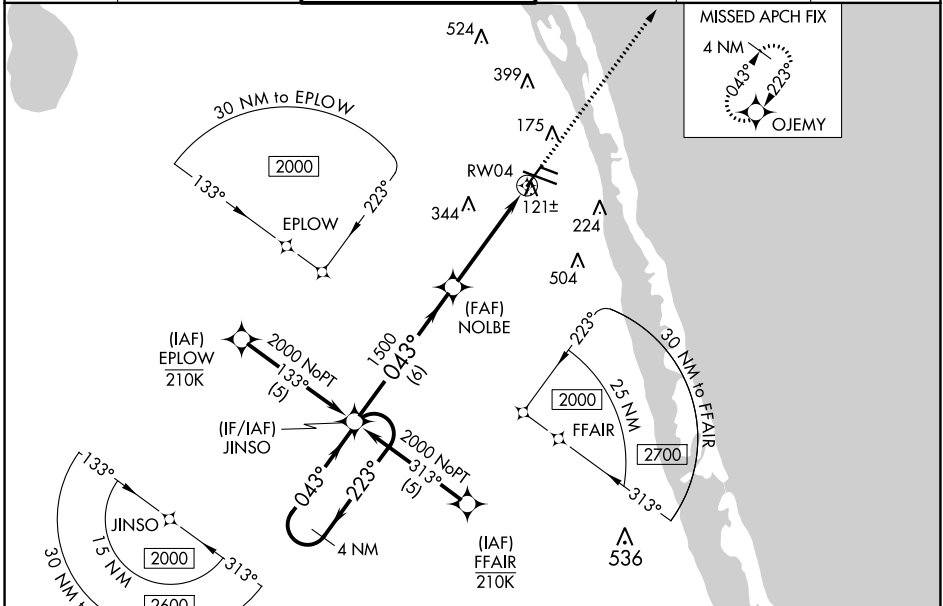 MISSED APCH FIX
4 NM
043°
223°
OJEMY
524
399
175
RW04
121±
344
224
504
30 NM to EPLOW
2000
133°
223°
EPLOW
(FAF)
NOLBE
(IAF)
EPLOW
210K
2000 NoPT
133°
(5)
1500
043°
(6)
(IF/IAF)
JINSO
2000 NoPT
313°
(5)
043°
223°
4 NM
(IAF)
FFAIR
210K
223°
30 NM to FFAIR
2000
25 NM
FFAIR
2700
313°
536
133°
JINSO
2000
313°
15 NM
30 NM to
2600